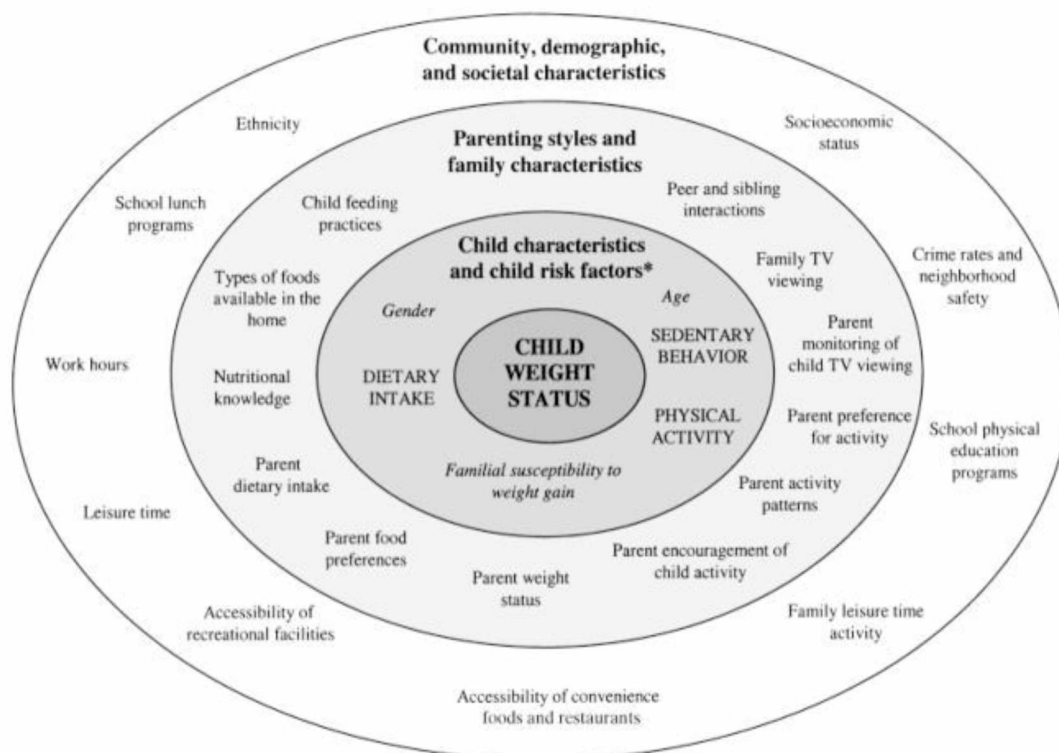 Community, demographic,
and societal characteristics
Ethnicity
Socioeconomic
status
School lunch
programs
Crime rates and
neighborhood
safety
Work hours
School physical
education
programs
Leisure time
Family leisure time
activity
Accessibility of
recreational facilities
Accessibility of convenience
foods and restaurants
Parenting styles and
family characteristics
Child feeding
practices
Peer and sibling
interactions
Types of foods
available in the
home
Family TV
viewing
Nutritional
knowledge
Parent
monitoring of
child TV viewing
Parent preference
for activity
Parent
dietary intake
Parent activity
patterns
Parent food
preferences
Parent encouragement of
child activity
Parent weight
status
Child characteristics
and child risk factors*
Gender
Age
DIETARY
INTAKE
SEDENTARY
BEHAVIOR
PHYSICAL
ACTIVITY
Familial susceptibility to
weight gain
CHILD
WEIGHT
STATUS